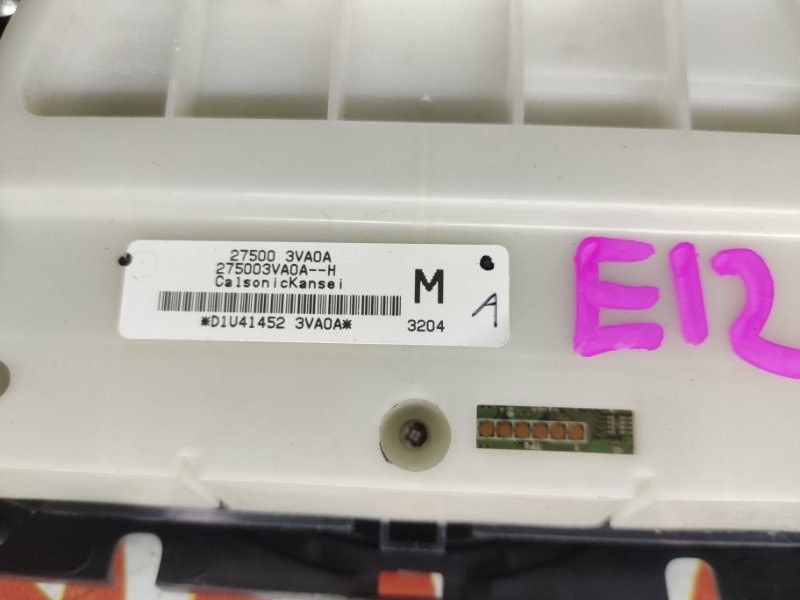 27500 3VA0A
275003VA0A--H
CalsonicKansei
*D1U41452 3VA0A*
M
3204
A
E12